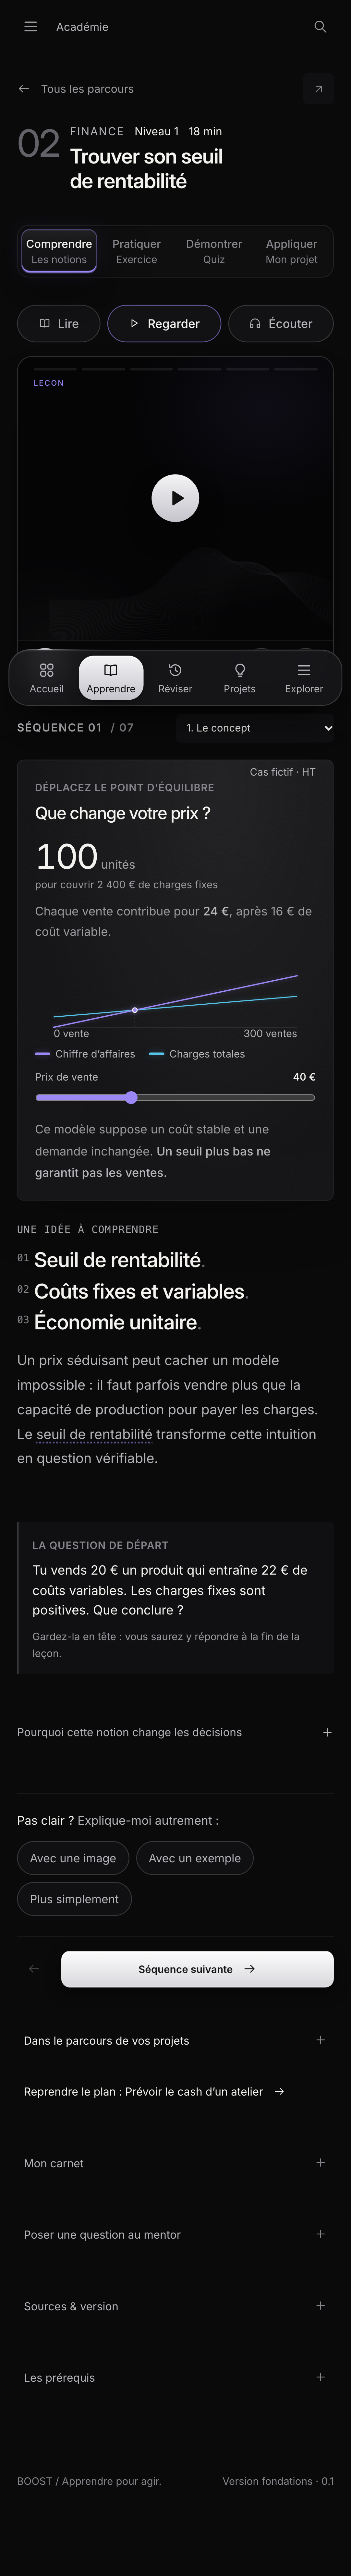 Académie
Tous les parcours
02
FINANCE Niveau 1 18 min
Trouver son seuil
de rentabilité
Comprendre
Les notions
Pratiquer
Exercice
Démontrer
Quiz
Appliquer
Mon projet
Lire
Regarder
Écouter
LEÇON
Accueil
Apprendre
Réviser
Projets
Explorer
SÉQUENCE 01 / 07
1. Le concept
Cas fictif · HT
DÉPLACEZ LE POINT D’ÉQUILIBRE
Que change votre prix ?
100 unités
pour couvrir 2 400 € de charges fixes
Chaque vente contribue pour 24 €, après 16 € de
coût variable.
0 vente
300 ventes
Chiffre d’affaires
Charges totales
Prix de vente
40 €
Ce modèle suppose un coût stable et une
demande inchangée. Un seuil plus bas ne
garantit pas les ventes.
UNE IDÉE À COMPRENDRE
01 Seuil de rentabilité.
02 Coûts fixes et variables.
03 Économie unitaire.
Un prix séduisant peut cacher un modèle
impossible : il faut parfois vendre plus que la
capacité de production pour payer les charges.
Le seuil de rentabilité transforme cette intuition
en question vérifiable.
LA QUESTION DE DÉPART
Tu vends 20 € un produit qui entraîne 22 € de
coûts variables. Les charges fixes sont
positives. Que conclure ?
Gardez-la en tête : vous saurez y répondre à la fin de la
leçon.
Pourquoi cette notion change les décisions
Pas clair ? Explique-moi autrement :
Avec une image
Avec un exemple
Plus simplement
Séquence suivante
Dans le parcours de vos projets
Reprendre le plan : Prévoir le cash d’un atelier
Mon carnet
Poser une question au mentor
Sources & version
Les prérequis
BOOST / Apprendre pour agir.
Version fondations · 0.1